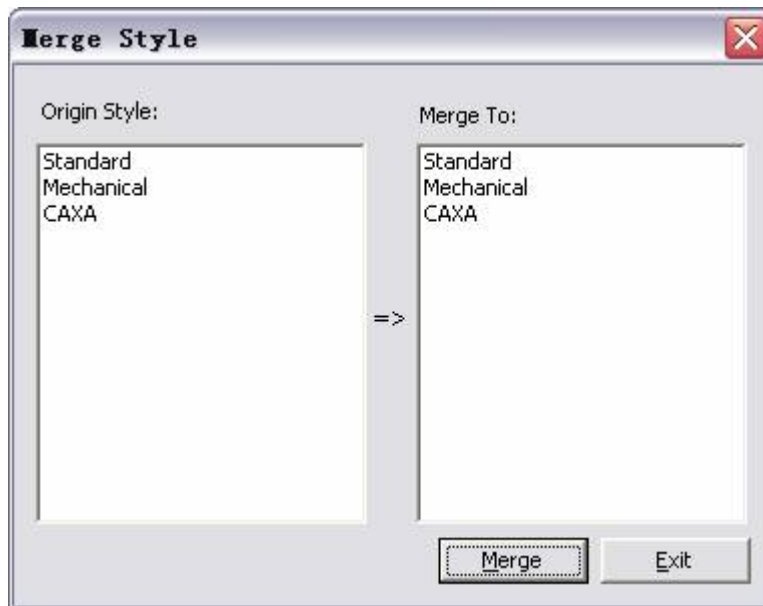 Merge Style
Origin Style:
Merge To:
Standard
Mechanical
CAXA
=>
Standard
Mechanical
CAXA
Merge
Exit